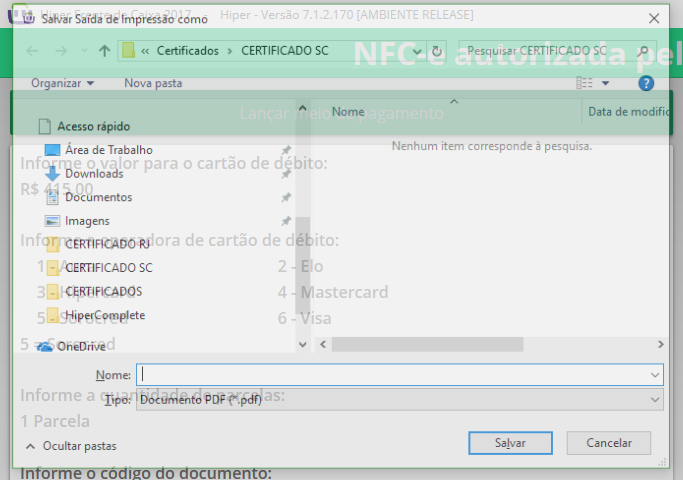 Hiper Frente de Caixa 2017
Hiper - Versão 7.1.2.170 [AMBIENTE RELEASE]
Salvar Saída de Impressão como
« Certificados › CERTIFICADO SC
Pesquisar CERTIFICADO SC
NFC-e autorizada pel
Organizar
Nova pasta
Lançar meio de pagamento
Nome
Data de modific
Nenhum item corresponde à pesquisa.
Acesso rápido
Área de Trabalho
Downloads
Documentos
Imagens
CERTIFICADO RJ
CERTIFICADO SC
CERTIFICADOS
HiperComplete
OneDrive
Informe o valor para o cartão de débito:
R$ 415,00
Informe a operadora de cartão de débito:
2 - Elo
3 - Hipercard
4 - Mastercard
5 - Sorocred
6 - Visa
5 - Sorocred
Nome:
Informe a quantidade de parcelas:
Tipo:
Documento PDF (*.pdf)
1 Parcela
Ocultar pastas
Salvar
Cancelar
Informe o código do documento: